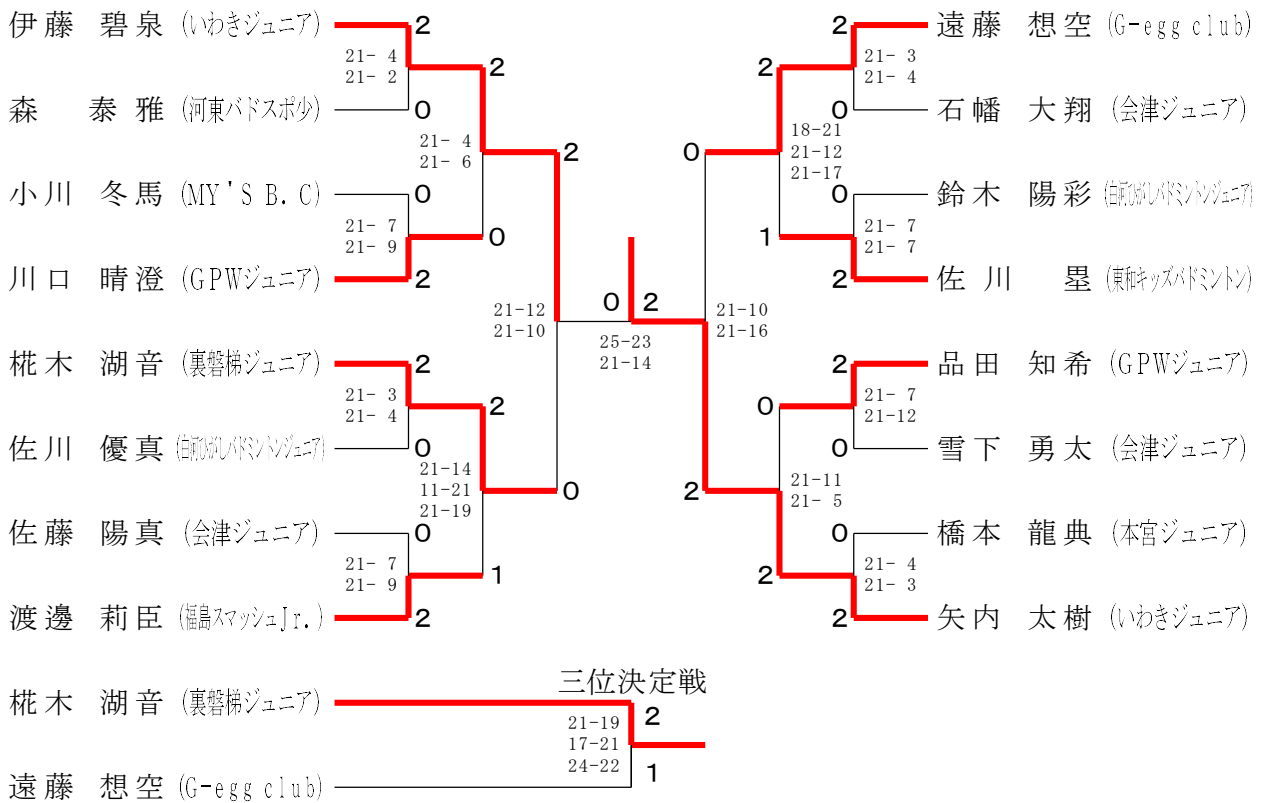 伊藤 碧泉 (いわきジュニア) 2
21- 4
21- 2
2
森 泰雅 (河東バドスポ少) 0
21- 4
21- 6
2
小川 冬馬 (MY'S B.C) 0
21- 7
21- 9
0
川口 晴澄 (GPWジュニア) 2
21-12
21-10
椛木 湖音 (裏磐梯ジュニア) 2
21- 3
21- 4
2
佐川 優真 (白河ひがしバドミントンジュニア) 0
21-14
11-21
21-19
0
佐藤 陽真 (会津ジュニア) 0
21- 7
21- 9
1
渡邊 莉臣 (福島スマッシュJr.) 2
0 2
25-23
21-14
2 遠藤 想空 (G-egg club)
21- 3
21- 4
2
0 石幡 大翔 (会津ジュニア)
18-21
21-12
21-17
0
0 鈴木 陽彩 (白河ひがしバドミントンジュニア)
21- 7
21- 7
1
2 佐川 塁 (東和キッズバドミントン)
21-10
21-16
2 品田 知希 (GPWジュニア)
21- 7
21-12
0
0 雪下 勇太 (会津ジュニア)
21-11
21- 5
2
0 橋本 龍典 (本宮ジュニア)
21- 4
21- 3
2
2 矢内 太樹 (いわきジュニア)
三位決定戦
椛木 湖音 (裏磐梯ジュニア) 2
21-19
17-21
24-22
遠藤 想空 (G-egg club) 1